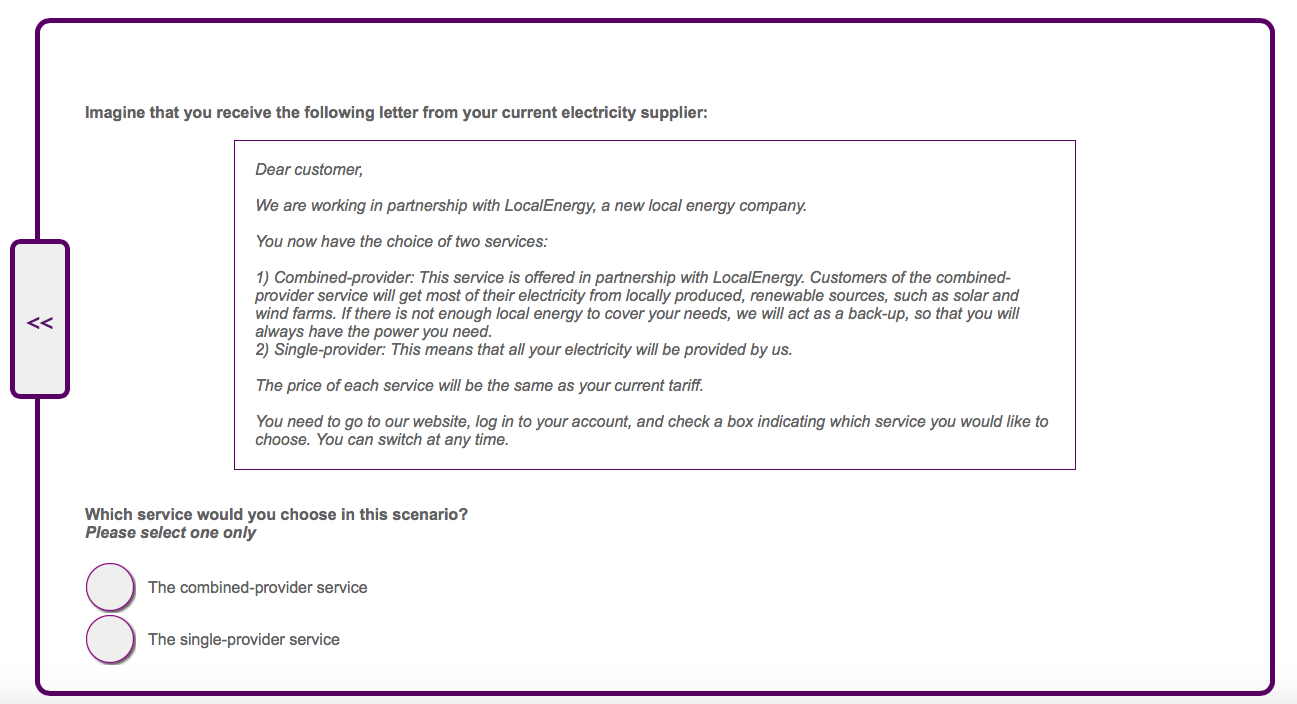 Imagine that you receive the following letter from your current electricity supplier:
Dear customer,
We are working in partnership with LocalEnergy, a new local energy company.
You now have the choice of two services:
1) Combined-provider: This service is offered in partnership with LocalEnergy. Customers of the combined-
provider service will get most of their electricity from locally produced, renewable sources, such as solar and
wind farms. If there is not enough local energy to cover your needs, we will act as a back-up, so that you will
always have the power you need.
2) Single-provider: This means that all your electricity will be provided by us.
The price of each service will be the same as your current tariff.
You need to go to our website, log in to your account, and check a box indicating which service you would like to
choose. You can switch at any time.
<<
Which service would you choose in this scenario?
Please select one only
The combined-provider service
The single-provider service